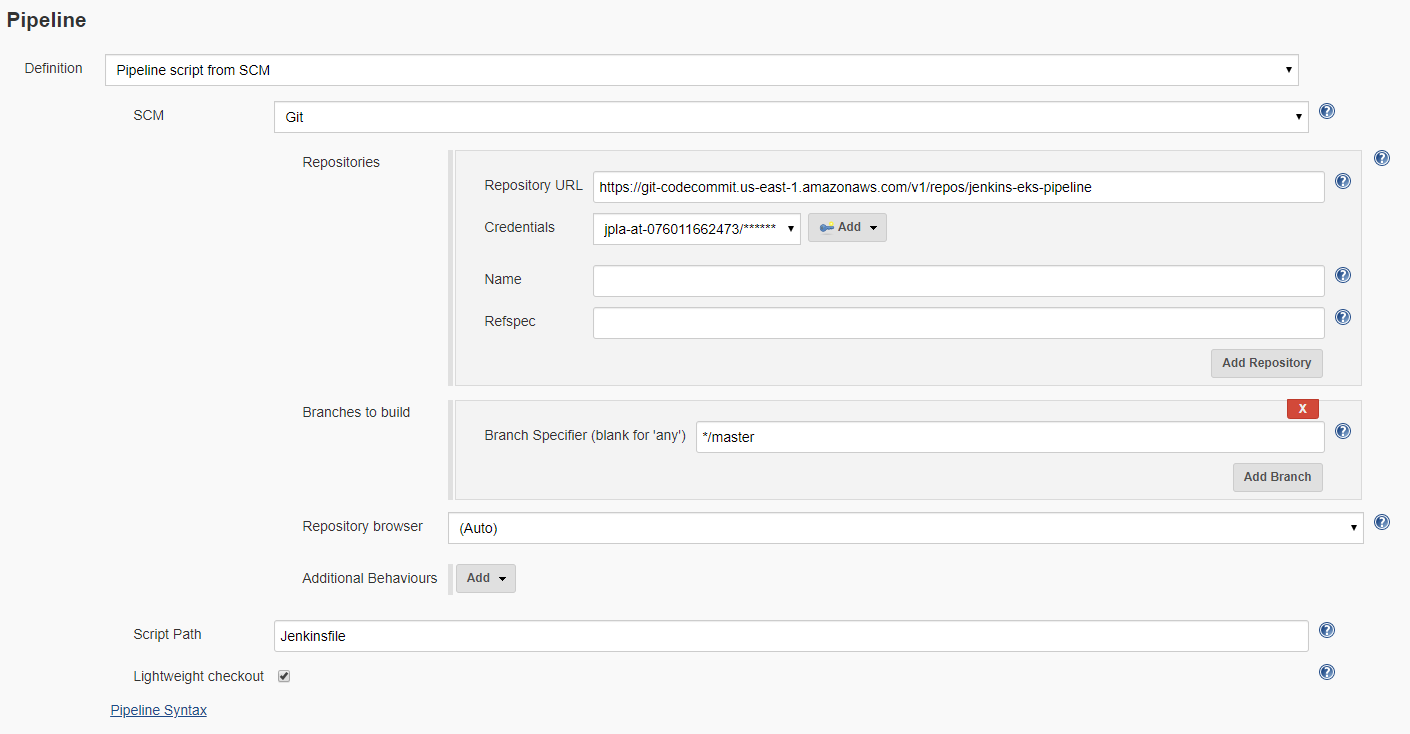 Pipeline
Definition
Pipeline script from SCM
SCM
Git
Repositories
Repository URL
https://git-codecommit.us-east-1.amazonaws.com/v1/repos/jenkins-eks-pipeline
Credentials
jpla-at-076011662473/******
Add
Name
Refspec
Add Repository
Branches to build
X
Branch Specifier (blank for 'any')
*/master
Add Branch
Repository browser
(Auto)
Additional Behaviours
Add
Script Path
Jenkinsfile
Lightweight checkout
Pipeline Syntax